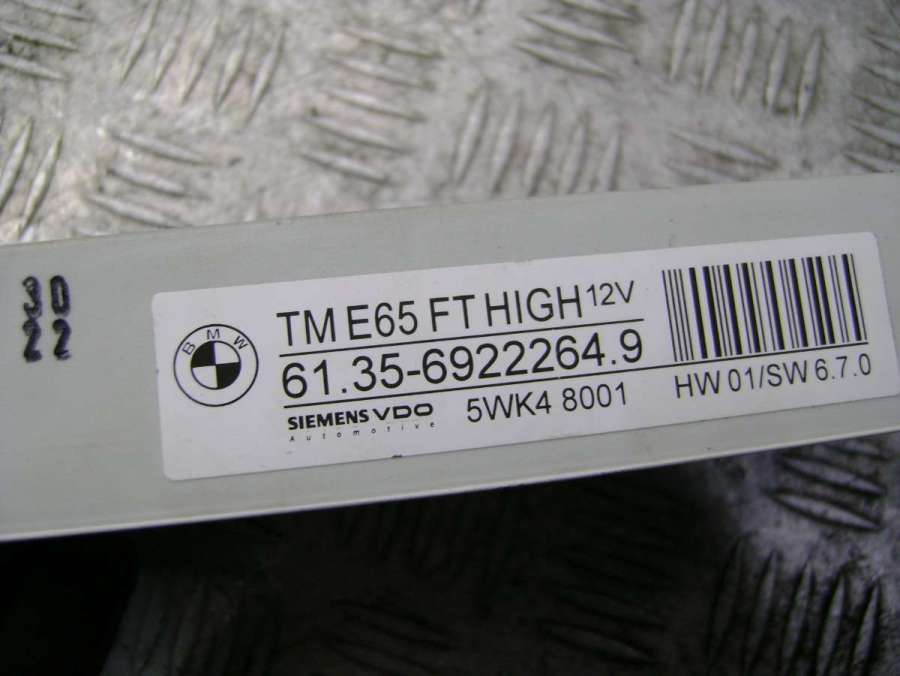 30
22
BMW
TM E65 FT HIGH 12V
61.35-6922264.9
SIEMENS VDO
Automotive
5WK4 8001
HW 01/SW 6.7.0